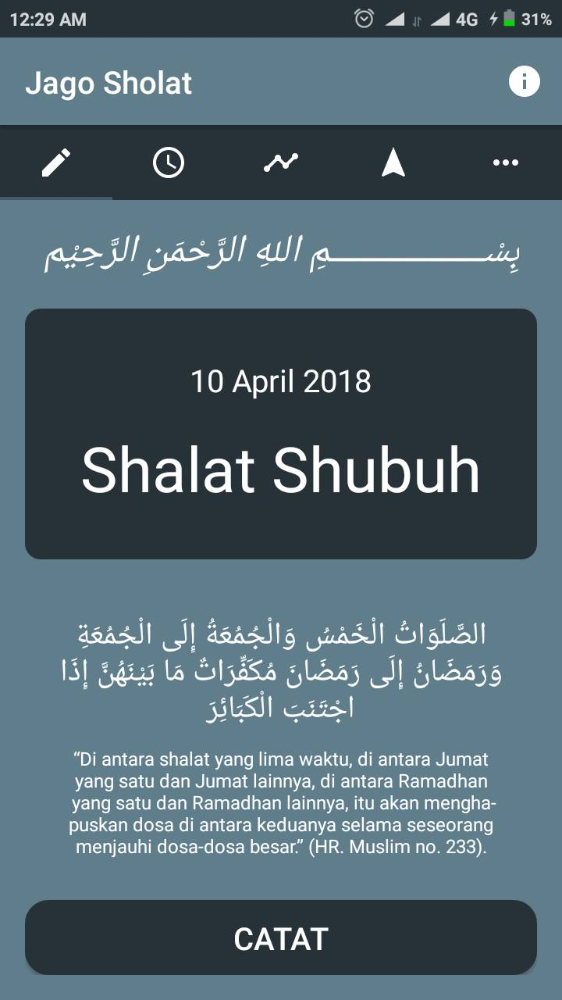 12:29 AM 4G 31%
Jago Sholat
بِسْـــــــــــــــــمِ اللهِ الرَّحْمَنِ الرَّحِيْمِ
10 April 2018
Shalat Shubuh
الصَّلَوَاتُ الْخَمْسُ وَالْجُمُعَةُ إِلَى الْجُمُعَةِ
وَرَمَضَانُ إِلَى رَمَضَانَ مُكَفِّرَاتٌ مَا بَيْنَهُنَّ إِذَا
اجْتَنَبَ الْكَبَائِرَ
“Di antara shalat yang lima waktu, di antara Jumat
yang satu dan Jumat lainnya, di antara Ramadhan
yang satu dan Ramadhan lainnya, itu akan mengha-
puskan dosa di antara keduanya selama seseorang
menjauhi dosa-dosa besar.” (HR. Muslim no. 233).
CATAT